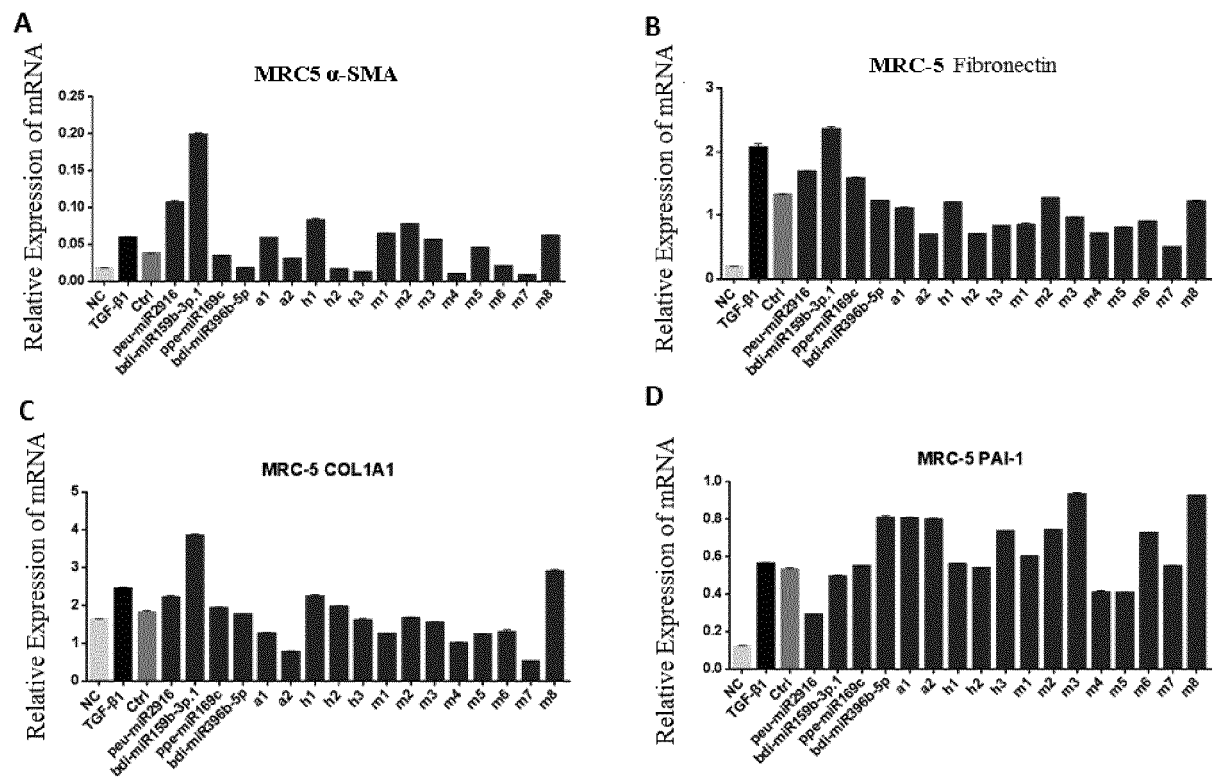 A
MRC5 α-SMA
Relative Expression of mRNA
0.25
0.20
0.15
0.10
0.05
0.00
NC
TGF-β1
Ctrl
peu-miR2916
bdi-miR159b-3p.1
ppe-miR169c
bdi-miR396b-5p
a1
a2
h1
h2
h3
m1
m2
m3
m4
m5
m6
m7
m8
B
MRC-5 Fibronectin
Relative Expression of mRNA
3
2
1
0
NC
TGF-β1
Ctrl
peu-miR2916
bdi-miR159b-3p.1
ppe-miR169c
bdi-miR396b-5p
a1
a2
h1
h2
h3
m1
m2
m3
m4
m5
m6
m7
m8
C
MRC-5 COL1A1
Relative Expression of mRNA
5
4
3
2
1
0
NC
TGF-β1
Ctrl
peu-miR2916
bdi-miR159b-3p.1
ppe-miR169c
bdi-miR396b-5p
a1
a2
h1
h2
h3
m1
m2
m3
m4
m5
m6
m7
m8
D
MRC-5 PAI-1
Relative Expression of mRNA
1.0
0.8
0.6
0.4
0.2
0.0
NC
TGF-β1
Ctrl
peu-miR2916
bdi-miR159b-3p.1
ppe-miR169c
bdi-miR396b-5p
a1
a2
h1
h2
h3
m1
m2
m3
m4
m5
m6
m7
m8